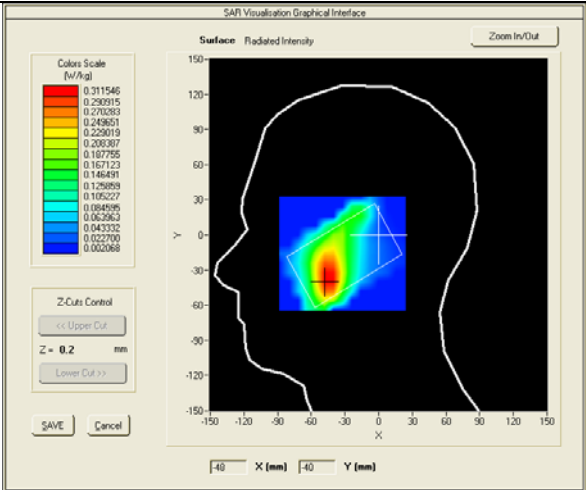 SAR Visualisation Graphical Interface
Surface Radiated Intensity
Zoom In/Out
Colors Scale
(W/kg)
0.311546
0.290915
0.270283
0.249651
0.229019
0.208387
0.187755
0.167123
0.146491
0.125859
0.105227
0.084595
0.063963
0.043332
0.022700
0.002068
Z-Cuts Control
<< Upper Cut
Z = 0.2 mm
Lower Cut >>
SAVE Cancel
150
120
90
60
30
0
-30
-60
-90
-120
-150
Y
-150 -120 -90 -60 -30 0 30 60 90 120 150
X
-48 X (mm) -40 Y (mm)